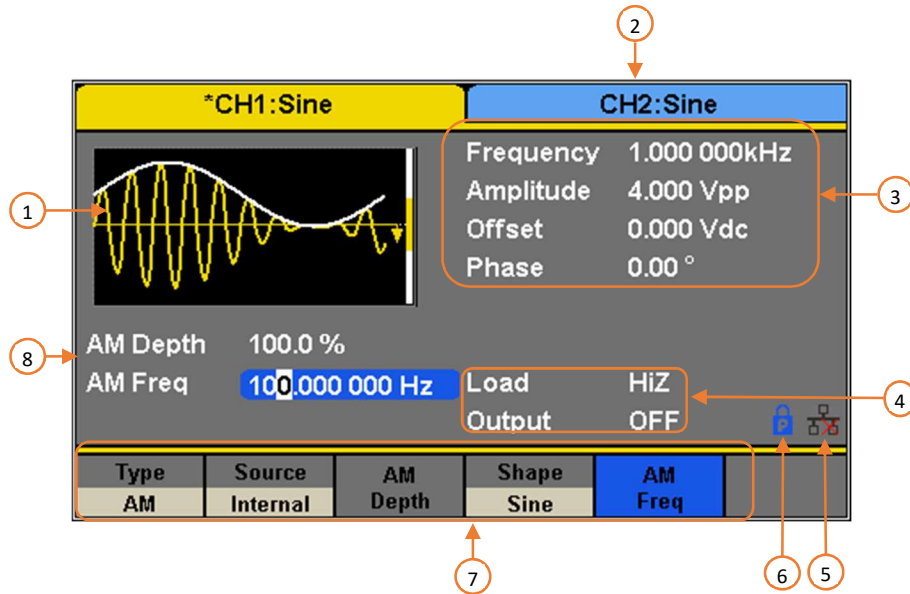 2
*CH1:Sine CH2:Sine
Frequency 1.000 000kHz
Amplitude 4.000 Vpp
Offset 0.000 Vdc
Phase 0.00 °
1
3
AM Depth 100.0 %
8
AM Freq 100.000 000 Hz
Load HiZ
4
Output OFF
P
Type Source AM Shape AM
AM Internal Depth Sine Freq
7
6
5